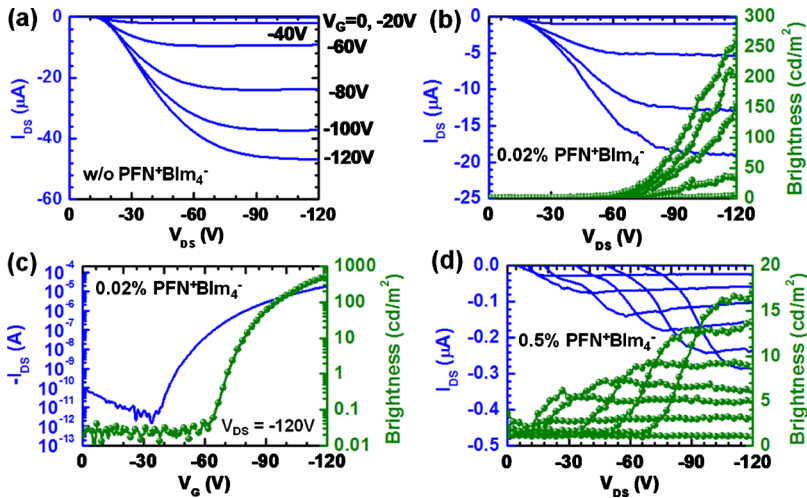 (a)
V_G=0, -20V
-40V
-60V
-80V
-100V
-120V
w/o PFN⁺BIm₄⁻
0
-20
-40
-60
I_DS (μA)
0 -30 -60 -90 -120
V_DS (V)
(b)
0
-5
-10
-15
-20
-25
I_DS (μA)
0.02% PFN⁺BIm₄⁻
300
250
200
150
100
50
0
Brightness (cd/m²)
0 -30 -60 -90 -120
V_DS (V)
(c)
10⁻⁴
10⁻⁵
10⁻⁶
10⁻⁷
10⁻⁸
10⁻⁹
10⁻¹⁰
10⁻¹¹
10⁻¹²
10⁻¹³
-I_DS (A)
0.02% PFN⁺BIm₄⁻
V_DS = -120V
1000
100
10
1
0.1
0.01
Brightness (cd/m²)
0 -30 -60 -90 -120
V_G (V)
(d)
0.0
-0.1
-0.2
-0.3
-0.4
-0.5
I_DS (μA)
0.5% PFN⁺BIm₄⁻
20
15
10
5
0
Brightness (cd/m²)
0 -30 -60 -90 -120
V_DS (V)